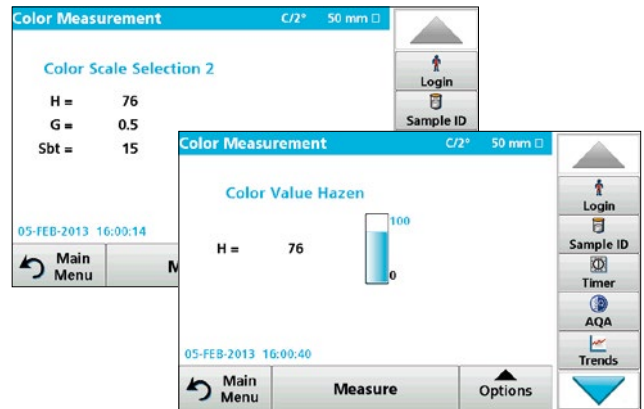 Color Measurement C/2° 50 mm □
Color Scale Selection 2
H = 76
G = 0.5
Sbt = 15
05-FEB-2013 16:00:14
Main
Menu
Login
Sample ID
Color Measurement C/2° 50 mm □
Color Value Hazen
100
H = 76
0
05-FEB-2013 16:00:40
Main
Menu
Measure
Options
Login
Sample ID
Timer
AQA
Trends